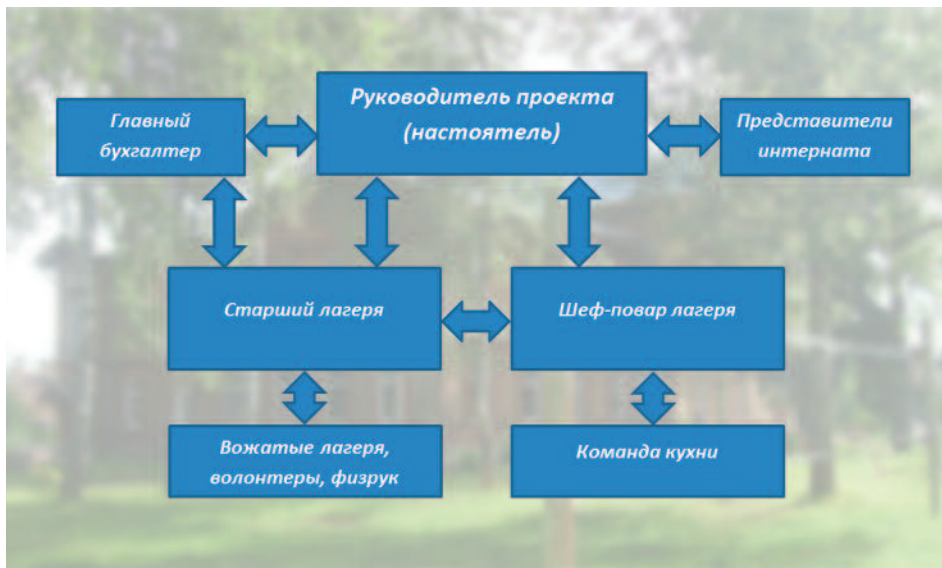 Руководитель проекта
(настоятель)
Главный
бухгалтер
Представители
интерната
Старший лагеря
Шеф-повар лагеря
Вожатые лагеря,
волонтеры, физрук
Команда кухни